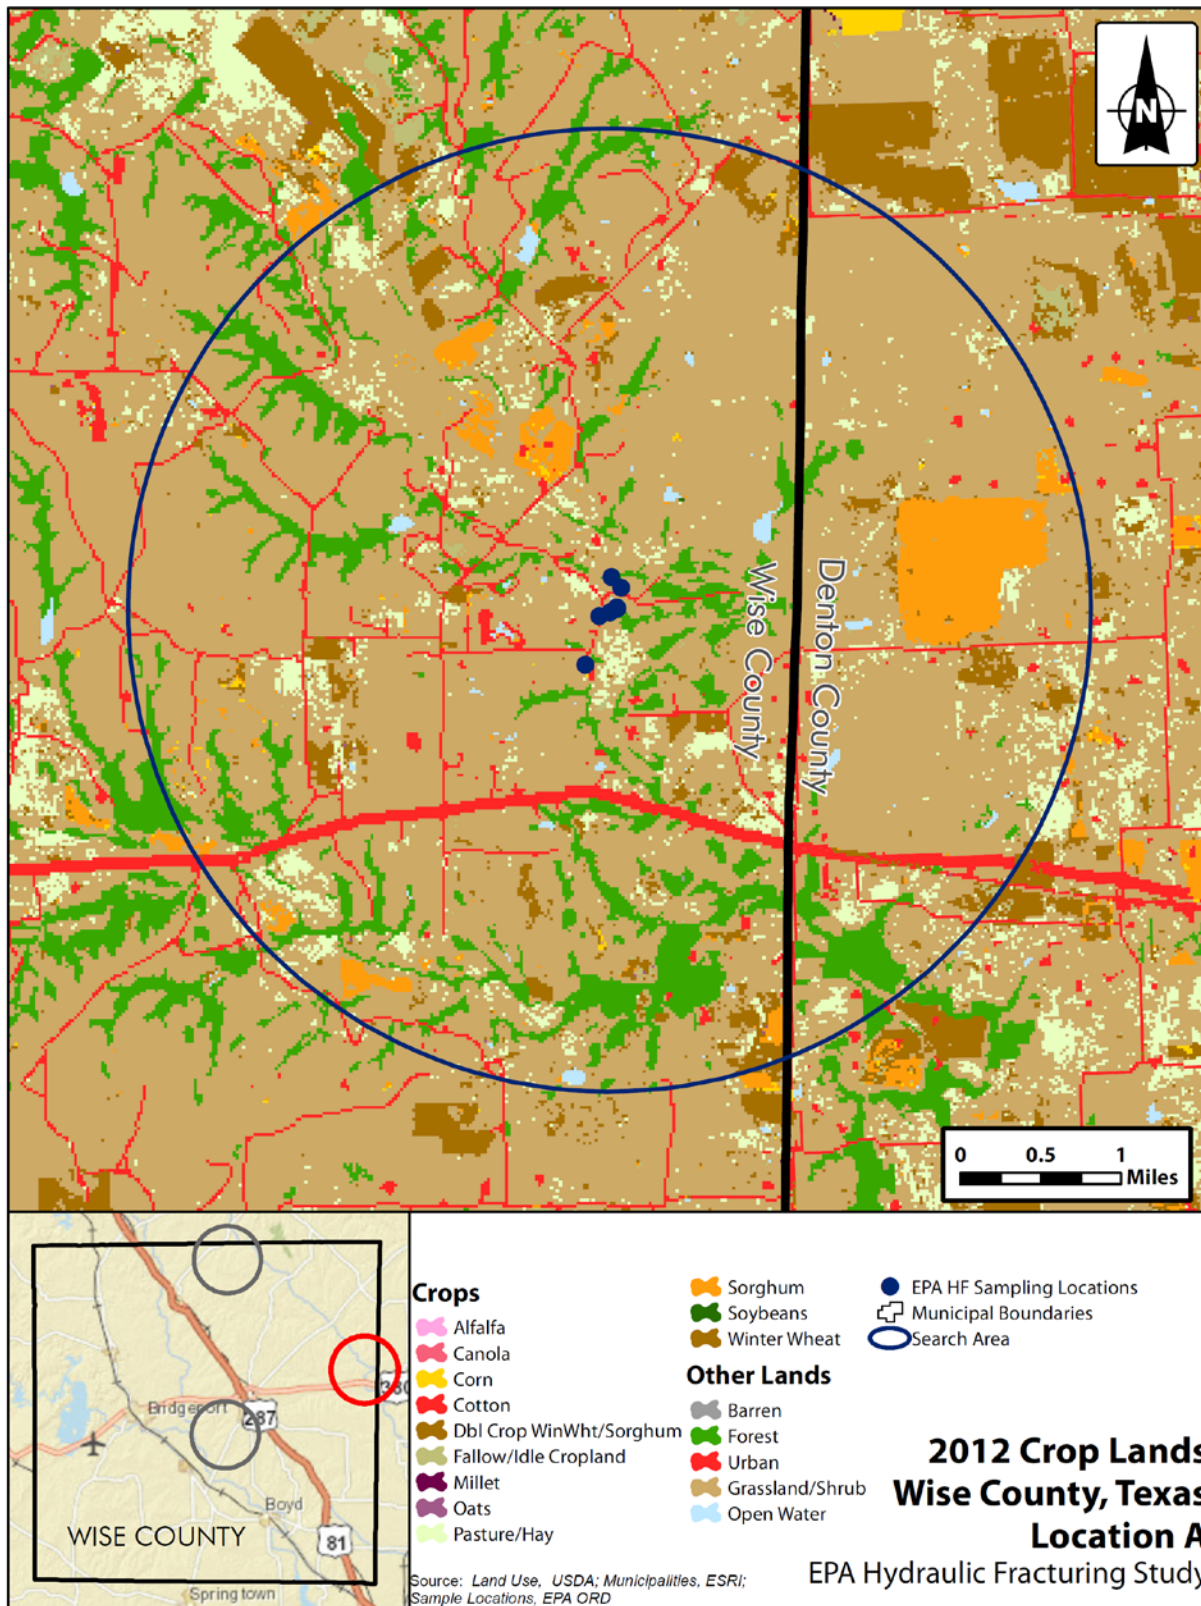 N
Wise County
Denton County
0 0.5 1
Miles
Bridgeport
380
287
Boyd
81
WISE COUNTY
Springtown
Crops
Alfalfa
Canola
Corn
Cotton
Dbl Crop WinWht/Sorghum
Fallow/Idle Cropland
Millet
Oats
Pasture/Hay
Sorghum
Soybeans
Winter Wheat
Other Lands
Barren
Forest
Urban
Grassland/Shrub
Open Water
EPA HF Sampling Locations
Municipal Boundaries
Search Area
Source: Land Use, USDA; Municipalities, ESRI;
Sample Locations, EPA ORD
2012 Crop Lands
Wise County, Texas
Location A
EPA Hydraulic Fracturing Study